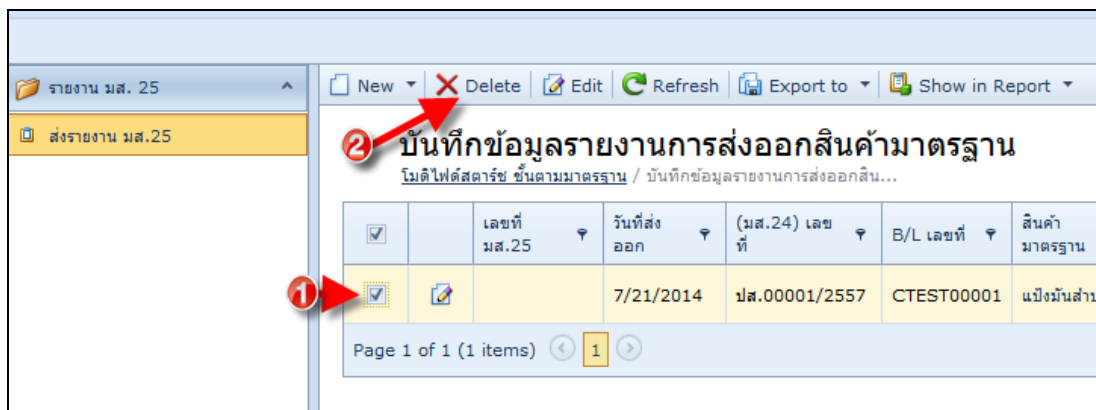 รายงาน มส. 25
ส่งรายงาน มส.25
New Delete Edit Refresh Export to Show in Report
2
บันทึกข้อมูลรายงานการส่งออกสินค้ามาตรฐาน
โมดิไฟด์สตาร์ช ชั้นตามมาตรฐาน / บันทึกข้อมูลรายงานการส่งออกสิน...
เลขที่ มส.25 วันที่ส่งออก (มส.24) เลขที่ B/L เลขที่ สินค้ามาตรฐาน
1
7/21/2014 ปส.00001/2557 CTEST00001 แป้งมันสำป
Page 1 of 1 (1 items) 1